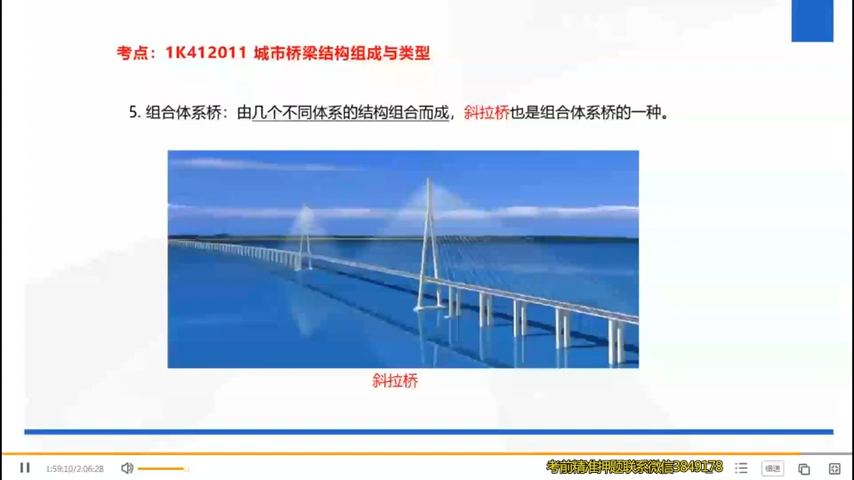 考点：1K412011 城市桥梁结构组成与类型
5. 组合体系桥：由几个不同体系的结构组合而成，斜拉桥也是组合体系桥的一种。
斜拉桥
1:59:10/2:06:28
考前精准押题联系微信3849178
倍速